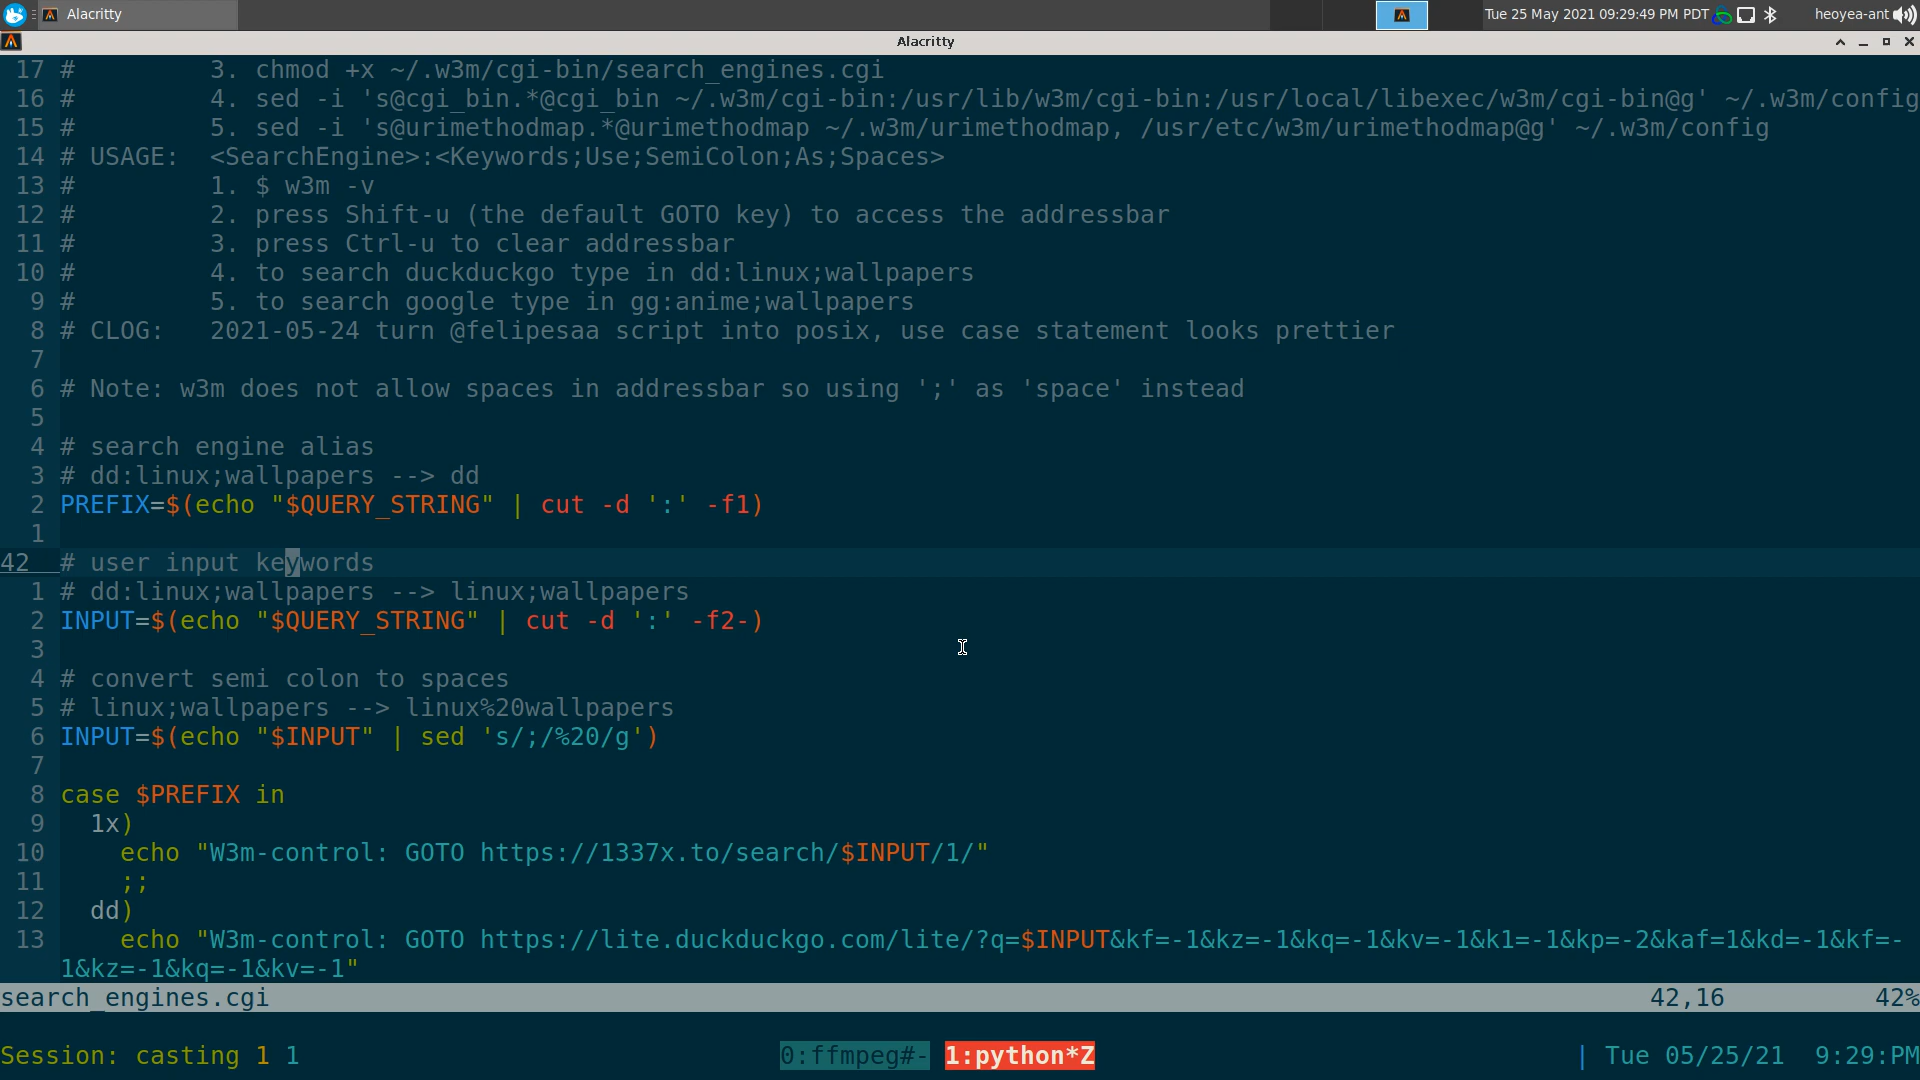 Alacritty
Tue 25 May 2021 09:29:49 PM PDT
heoyea-ant
Alacritty
17 #         3. chmod +x ~/.w3m/cgi-bin/search_engines.cgi
16 #         4. sed -i 's@cgi_bin.*@cgi_bin ~/.w3m/cgi-bin:/usr/lib/w3m/cgi-bin:/usr/local/libexec/w3m/cgi-bin@g' ~/.w3m/config
15 #         5. sed -i 's@urimethodmap.*@urimethodmap ~/.w3m/urimethodmap, /usr/etc/w3m/urimethodmap@g' ~/.w3m/config
14 # USAGE:  <SearchEngine>:<Keywords;Use;SemiColon;As;Spaces>
13 #         1. $ w3m -v
12 #         2. press Shift-u (the default GOTO key) to access the addressbar
11 #         3. press Ctrl-u to clear addressbar
10 #         4. to search duckduckgo type in dd:linux;wallpapers
9 #         5. to search google type in gg:anime;wallpapers
8 # CLOG:   2021-05-24 turn @felipesaa script into posix, use case statement looks prettier
7
6 # Note: w3m does not allow spaces in addressbar so using ';' as 'space' instead
5
4 # search engine alias
3 # dd:linux;wallpapers --> dd
2 PREFIX=$(echo "$QUERY_STRING" | cut -d ':' -f1)
1
42 # user input keywords
1 # dd:linux;wallpapers --> linux;wallpapers
2 INPUT=$(echo "$QUERY_STRING" | cut -d ':' -f2-)
3
4 # convert semi colon to spaces
5 # linux;wallpapers --> linux%20wallpapers
6 INPUT=$(echo "$INPUT" | sed 's/;/%20/g')
7
8 case $PREFIX in
9   1x)
10     echo "W3m-control: GOTO https://1337x.to/search/$INPUT/1/"
11     ;;
12   dd)
13     echo "W3m-control: GOTO https://lite.duckduckgo.com/lite/?q=$INPUT&kf=-1&kz=-1&kq=-1&kv=-1&k1=-1&kp=-2&kaf=1&kd=-1&kf=-
1&kz=-1&kq=-1&kv=-1"
search_engines.cgi 42,16 42%
Session: casting 1 1 0:ffmpeg#- 1:python*Z | Tue 05/25/21  9:29:PM